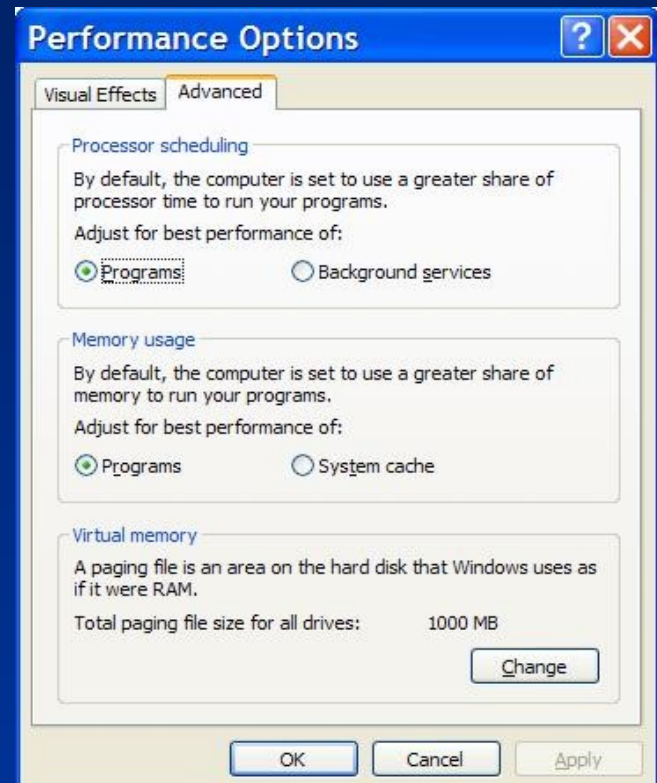 Performance Options
Visual Effects Advanced
Processor scheduling
By default, the computer is set to use a greater share of
processor time to run your programs.
Adjust for best performance of:
Programs Background services
Memory usage
By default, the computer is set to use a greater share of
memory to run your programs.
Adjust for best performance of:
Programs System cache
Virtual memory
A paging file is an area on the hard disk that Windows uses as
if it were RAM.
Total paging file size for all drives: 1000 MB
Change
OK Cancel Apply